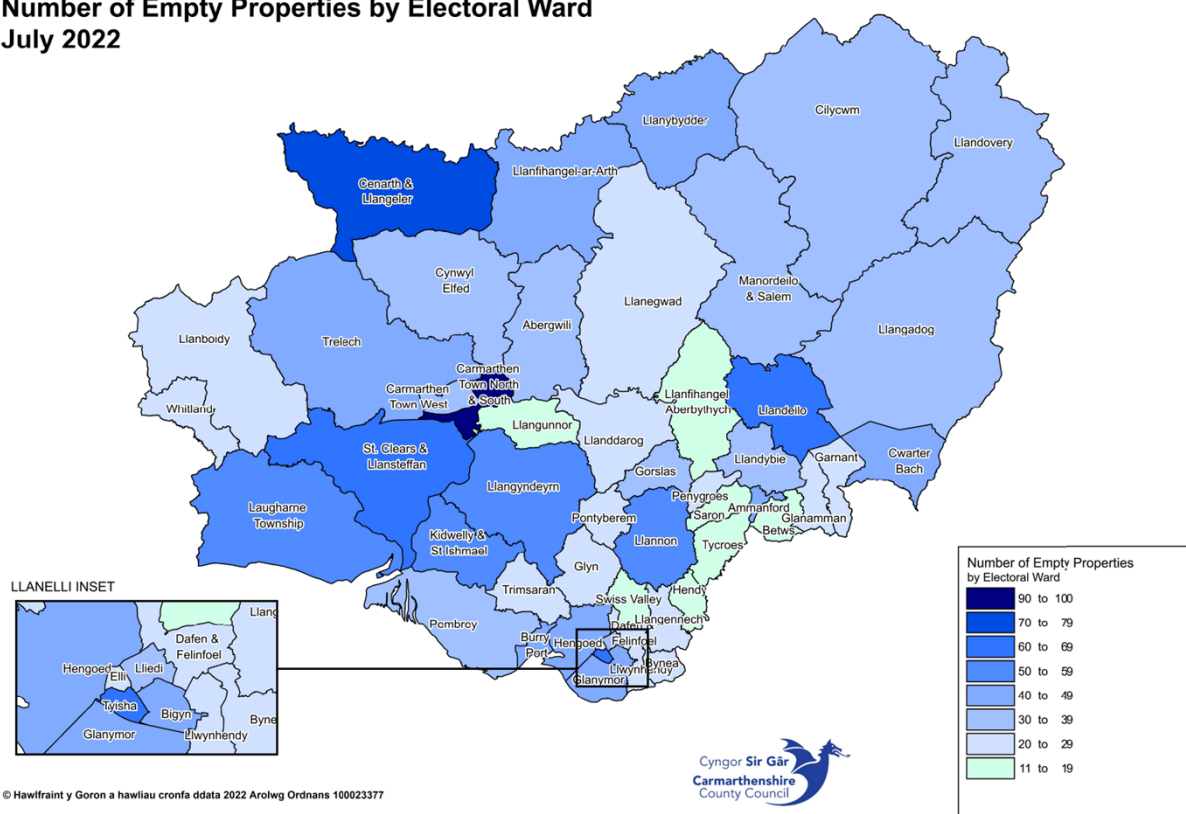 Number of Empty Properties by Electoral Ward
July 2022
Cilycwm
Llanybydder
Llandovery
Llanfihangel-ar-Arth
Cenarth &
Llangeler
Cynwyl
Elfed
Manordeilo
& Salem
Llanegwad
Abergwili
Llangadog
Llanboidy
Trelech
Carmarthen
Town North
& South
Carmarthen
Town West
Whitland
Llanfihangel
Aberbythych
Llandeilo
Llangunnor
Llanddarog
St. Clears &
Llansteffan
Llandybie
Garnant
Cwarter
Bach
Gorslas
Llangyndeyrn
Penygroes
Laugharne
Township
Saron
Ammanford
Pontyberem
Glanamman
Betws
Kidwelly &
St Ishmael
Llannon
Tycroes
Glyn
Trimsaran
Swiss Valley
Hendy
Llangennech
Pombroy
Dafen &
Felinfoel
Burry
Port
Hengoed
Llwynhendy
Bynea
Glanymor
LLANELLI INSET
Llang
Dafen &
Felinfoel
Hengoed
Lliedi
Elli
Tyisha
Bigyn
Byne
Glanymor
Llwynhendy
Number of Empty Properties
by Electoral Ward
90 to 100
70 to 79
60 to 69
50 to 59
40 to 49
30 to 39
20 to 29
11 to 19
Cyngor Sir Gâr
Carmarthenshire
County Council
© Hawlfraint y Goron a hawliau cronfa ddata 2022 Arolwg Ordnans 100023377